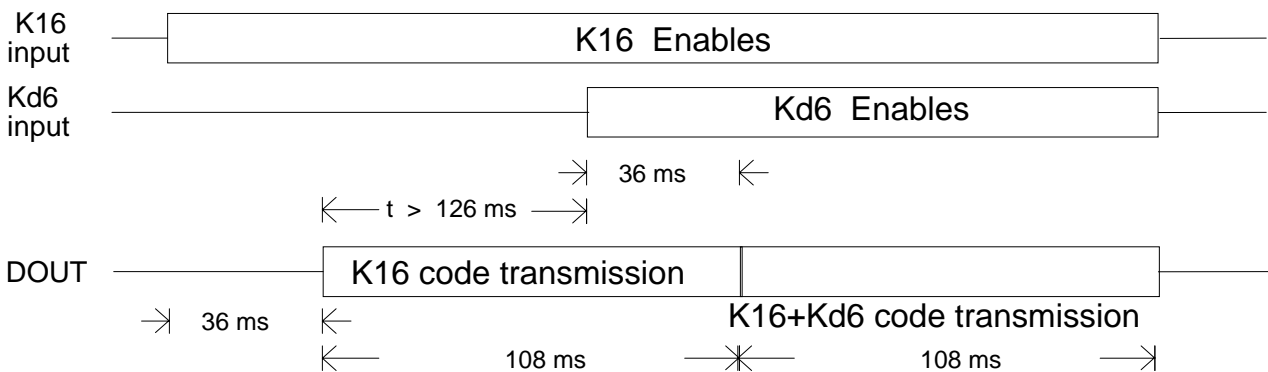 K16
input
K16 Enables
Kd6
input
Kd6 Enables
36 ms
t > 126 ms
DOUT
K16 code transmission
K16+Kd6 code transmission
36 ms
108 ms
108 ms